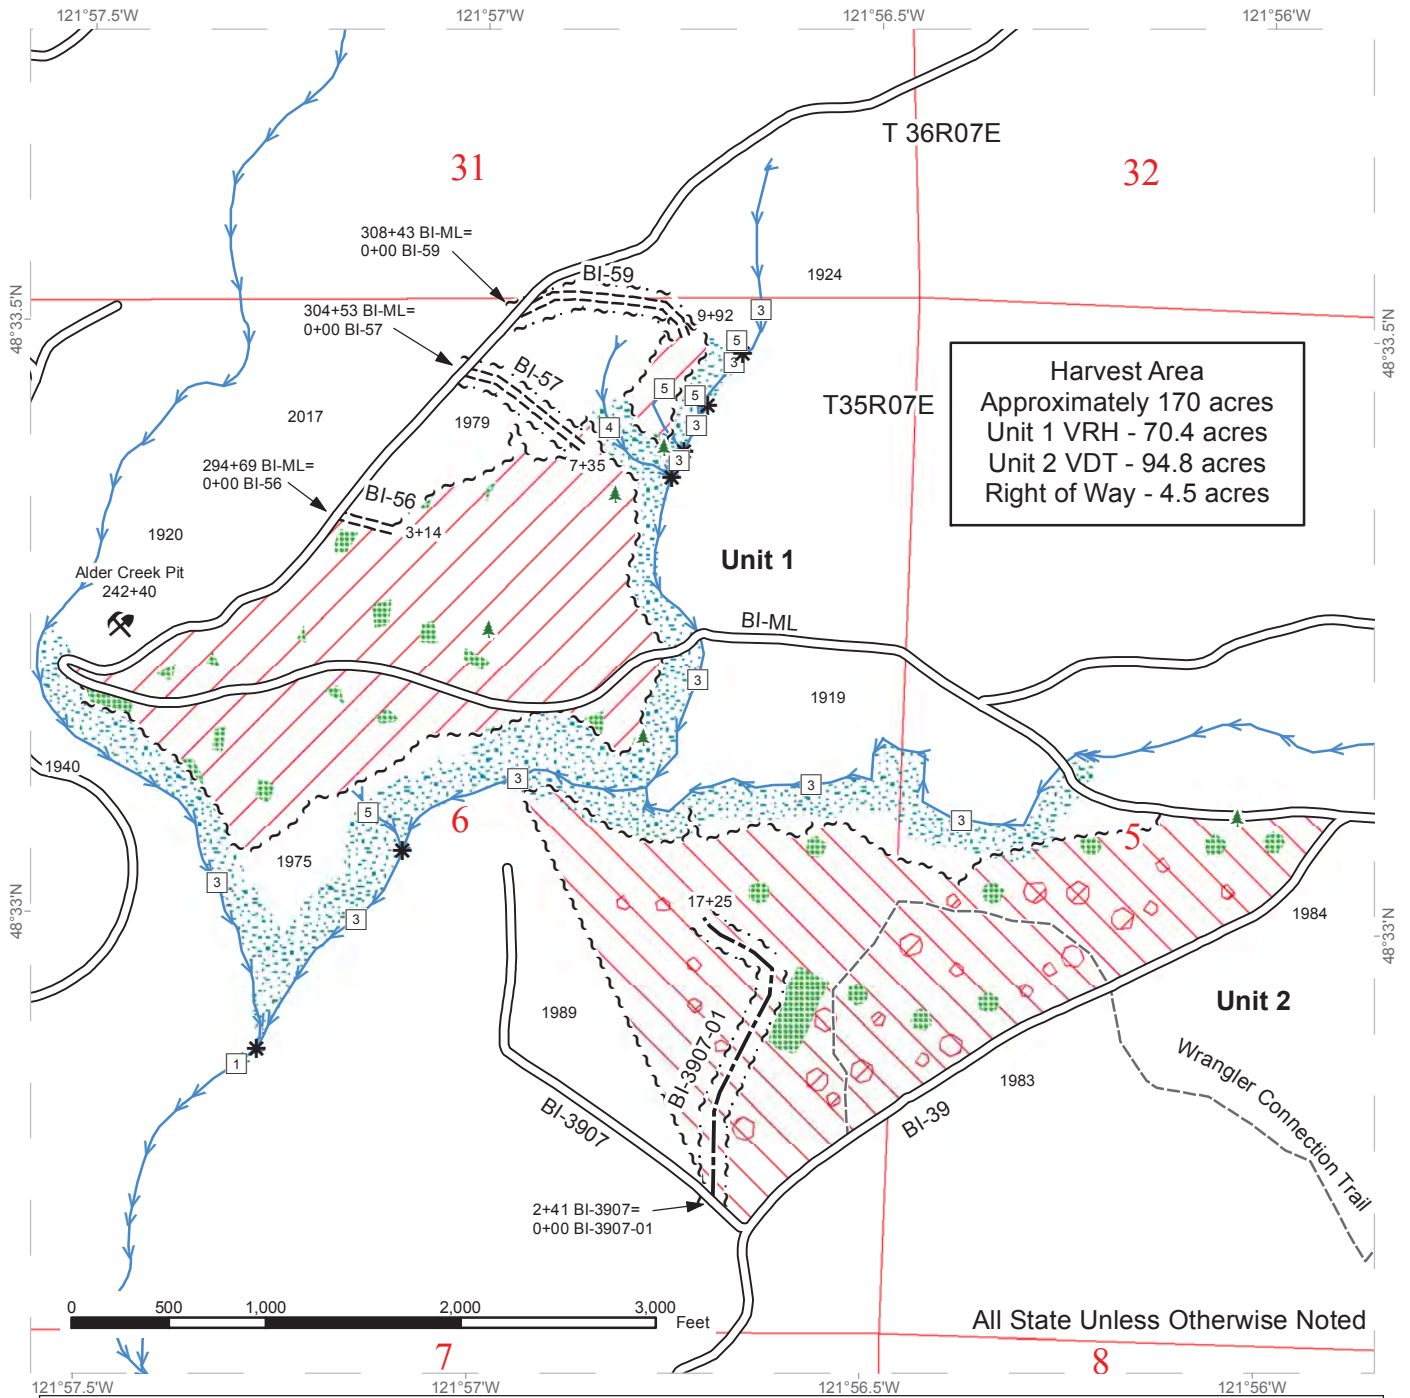 121°57.5'W 121°57'W 121°56.5'W 121°56'W
T 36R07E
31
32
308+43 BI-ML=
0+00 BI-59
BI-59
1924
48°33.5'N
48°33.5'N
304+53 BI-ML=
0+00 BI-57
9+92
3
5
3
BI-57
5
5
Harvest Area
Approximately 170 acres
Unit 1 VRH - 70.4 acres
Unit 2 VDT - 94.8 acres
Right of Way - 4.5 acres
T35R07E
2017
1979
4
3
3
7+35
294+69 BI-ML=
0+00 BI-56
BI-56
3+14
1920
Unit 1
Alder Creek Pit
242+40
BI-ML
3
1919
1940
3
3
5
6
3
5
1975
3
17+25
1984
3
48°33'N
48°33'N
1989
Unit 2
BI-3907-01
1
Wrangler Connection Trail
1983
BI-3907
BI-39
2+41 BI-3907=
0+00 BI-3907-01
0 500 1,000 2,000 3,000
Feet
All State Unless Otherwise Noted
7
8
121°57.5'W 121°57'W 121°56.5'W 121°56'W